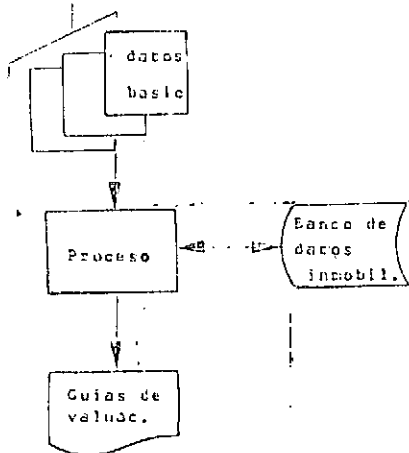 datos
basic
Proceso
Banco de
datos
inmobil.
Guias de
valuac.